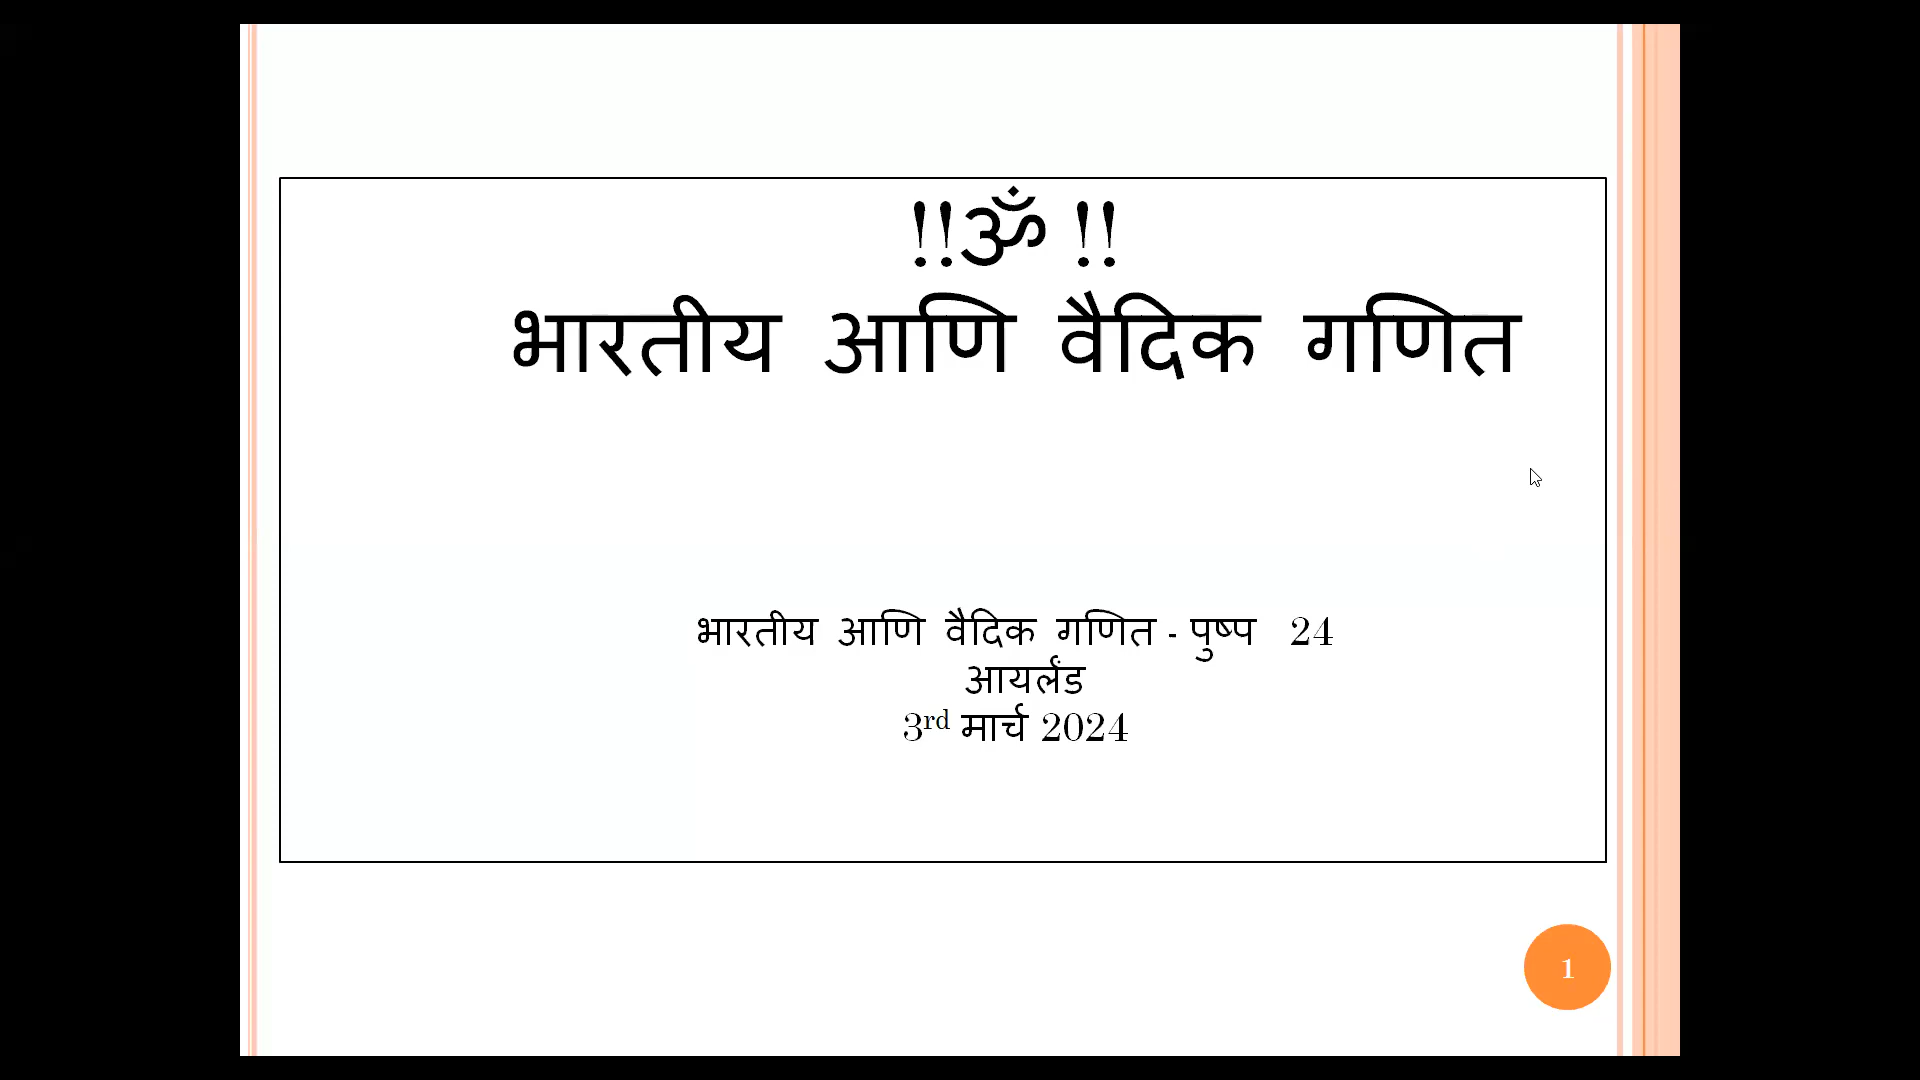 !!ॐ !!
भारतीय आणि वैदिक गणित
भारतीय आणि वैदिक गणित - पुष्प 24
आयर्लंड
3rd मार्च 2024
1